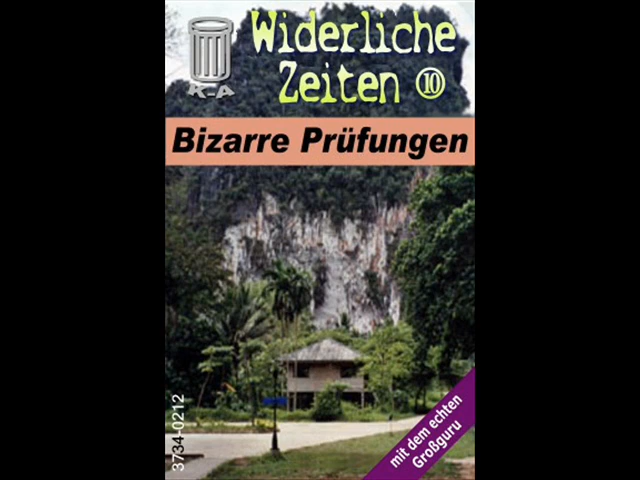 K-A
Widerliche
Zeiten ⑩
Bizarre Prüfungen
3734-0212
mit dem echten
Großguru